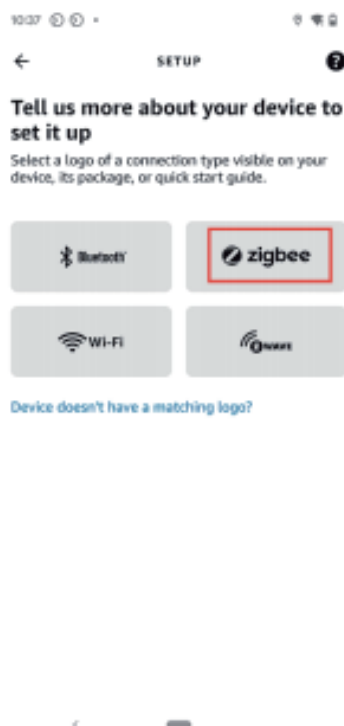 10:37
SETUP
?
Tell us more about your device to
set it up
Select a logo of a connection type visible on your
device, its package, or quick start guide.
Bluetooth
zigbee
Wi-Fi
Z WAVE
Device doesn't have a matching logo?